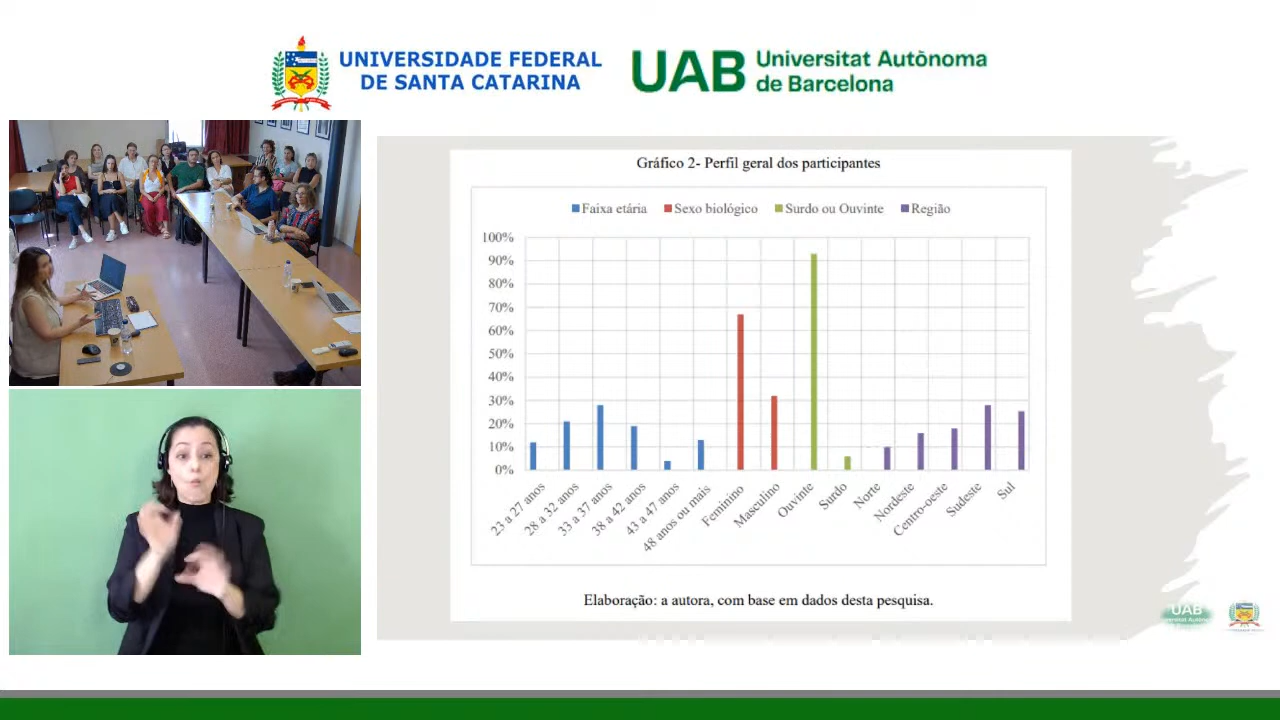 UNIVERSIDADE FEDERAL
DE SANTA CATARINA
UAB
Universitat Autònoma
de Barcelona
Gráfico 2- Perfil geral dos participantes
Faixa etária
Sexo biológico
Surdo ou Ouvinte
Região
100%
90%
80%
70%
60%
50%
40%
30%
20%
10%
0%
23 a 27 anos
28 a 32 anos
33 a 37 anos
38 a 42 anos
43 a 47 anos
48 anos ou mais
Feminino
Masculino
Ouvinte
Surdo
Norte
Nordeste
Centro-oeste
Sudeste
Sul
Elaboração: a autora, com base em dados desta pesquisa.
UAB